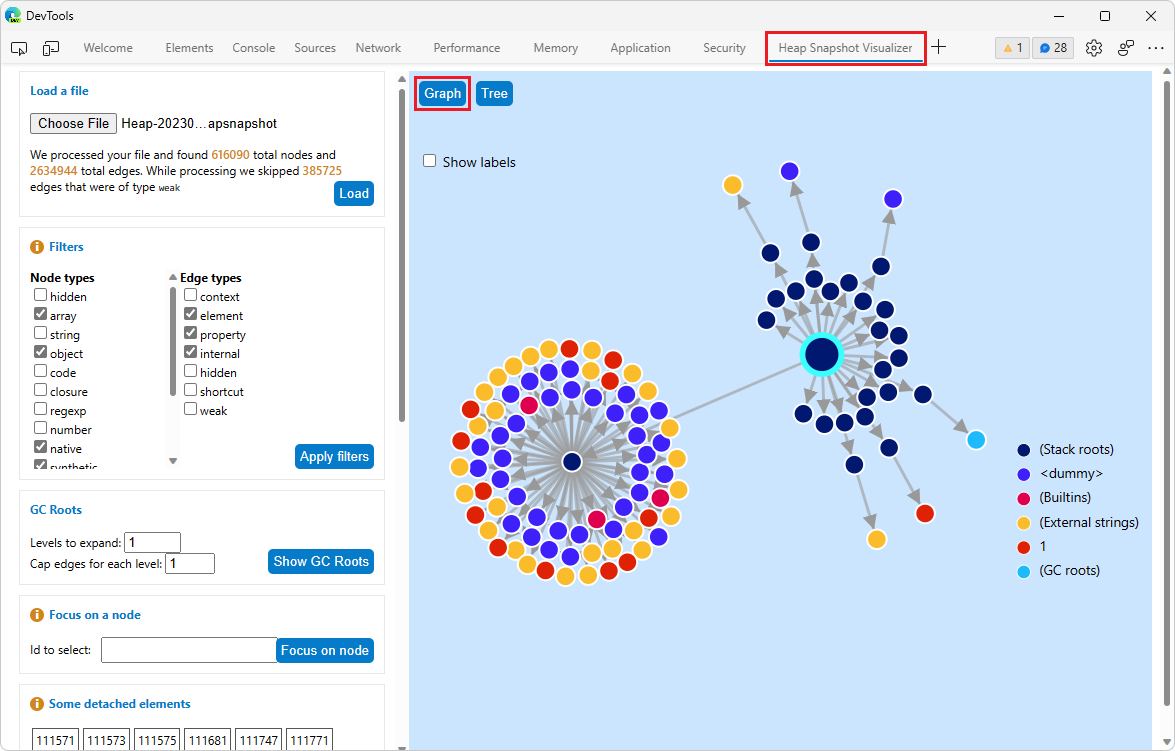 DevTools
Welcome Elements Console Sources Network Performance Memory Application Security Heap Snapshot Visualizer 1 28
Load a file
Choose File Heap-20230...apsnapshot
We processed your file and found 616090 total nodes and
2634944 total edges. While processing we skipped 385725
edges that were of type weak
Load
Filters
Node types
hidden
array
string
object
code
closure
regexp
number
native
synthetic
Edge types
context
element
property
internal
hidden
shortcut
weak
Apply filters
GC Roots
Levels to expand: 1
Cap edges for each level: 1
Show GC Roots
Focus on a node
Id to select:
Focus on node
Some detached elements
111571 111573 111575 111681 111747 111771
Graph Tree
Show labels
(Stack roots)
<dummy>
(Builtins)
(External strings)
1
(GC roots)